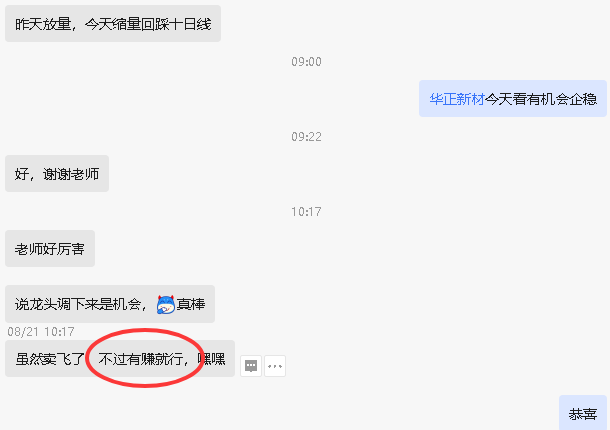 昨天放量，今天缩量回踩十日线
09:00
华正新材今天看有机会企稳
09:22
好，谢谢老师
10:17
老师好厉害
说龙头调下来是机会，真棒
08/21 10:17
虽然卖飞了 不过有赚就行，嘿嘿
恭喜